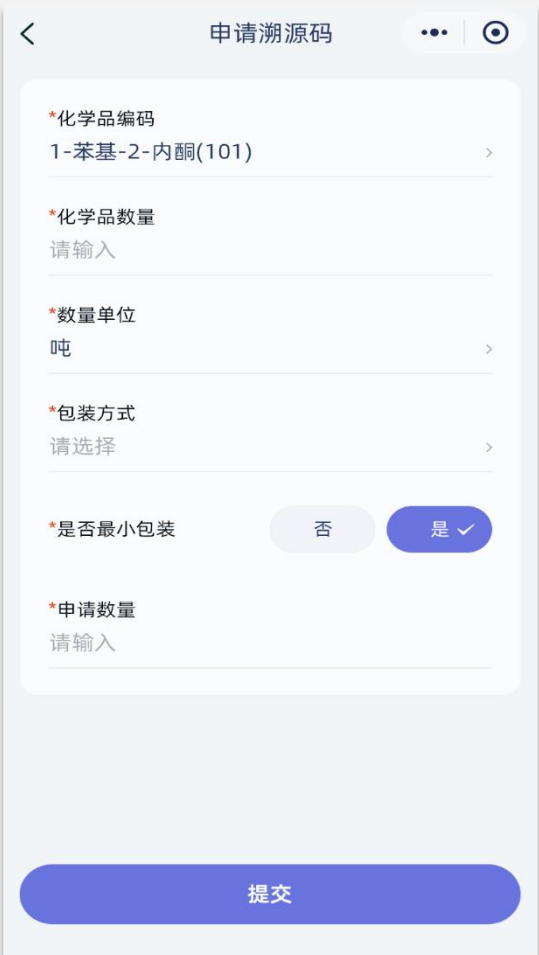 申请溯源码
*化学品编码
1-苯基-2-内酮(101)
*化学品数量
请输入
*数量单位
吨
*包装方式
请选择
*是否最小包装
否
是
*申请数量
请输入
提交